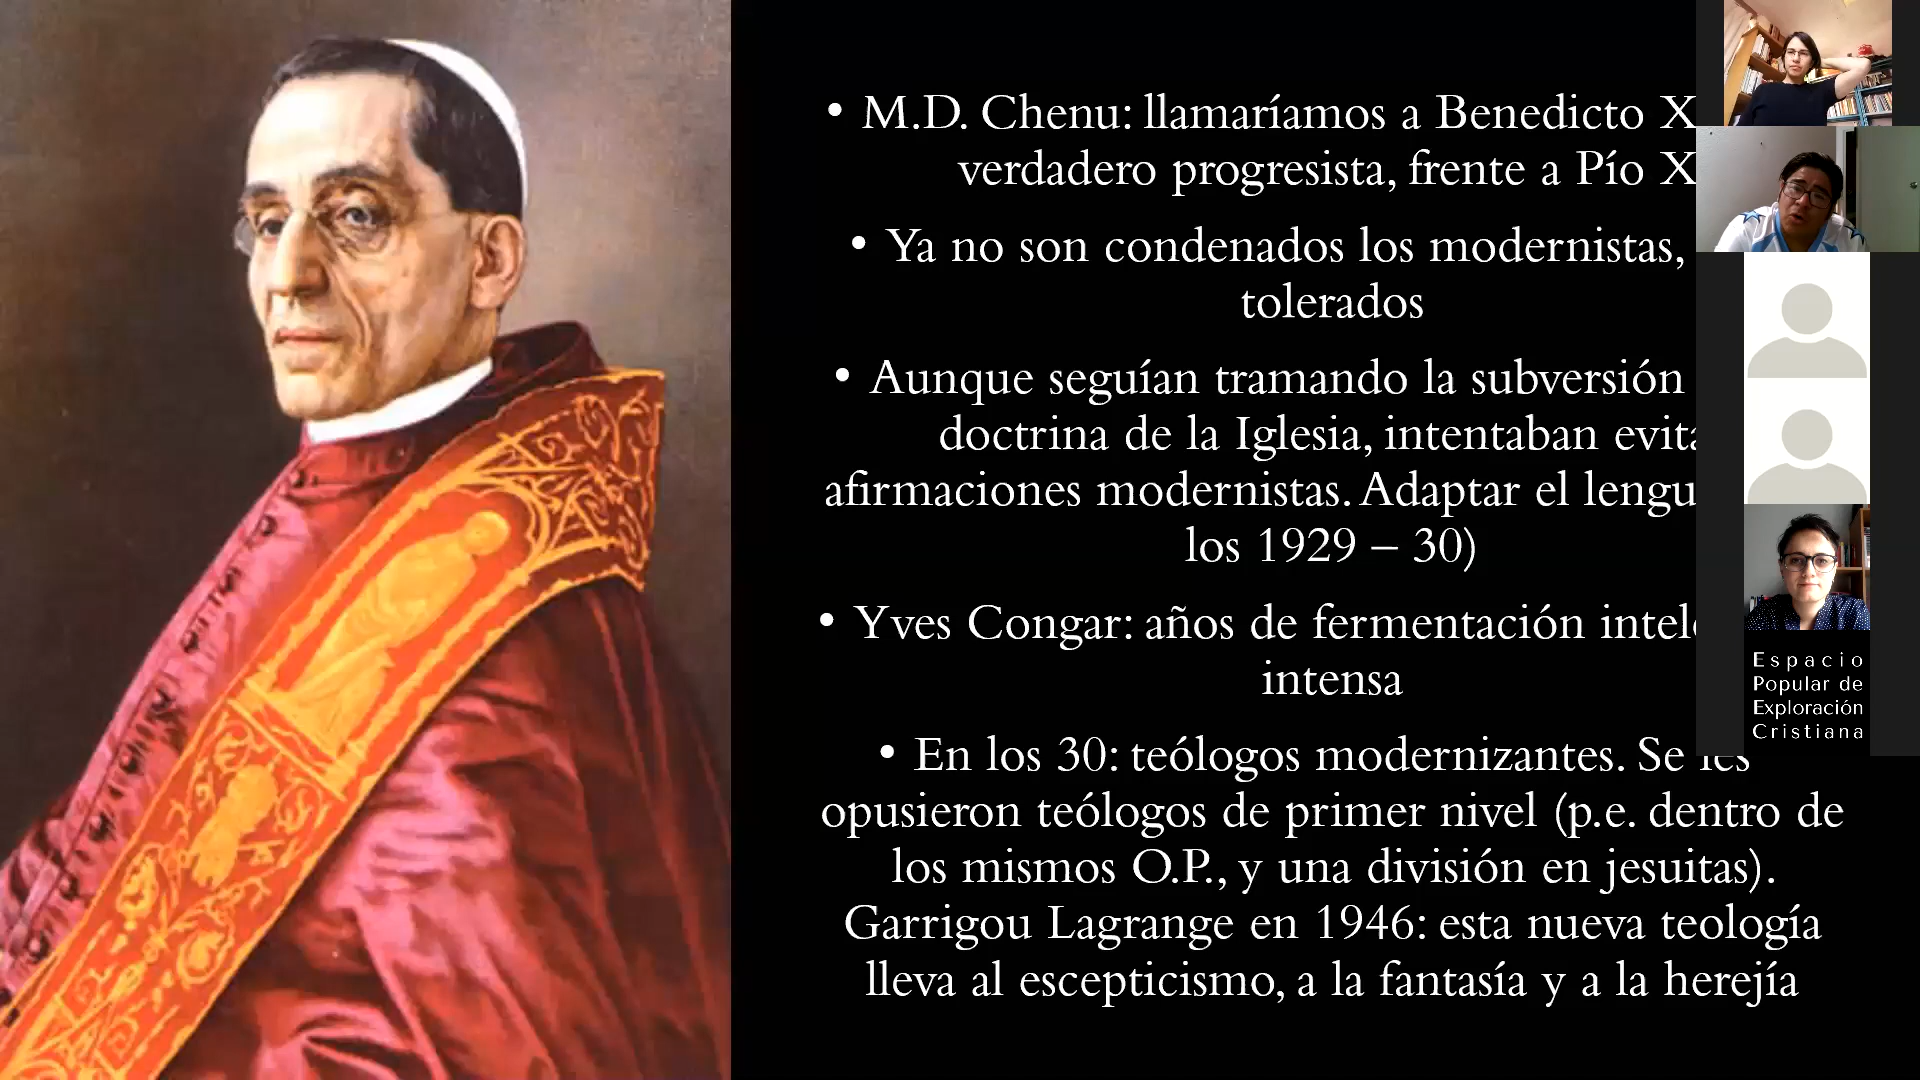 • M.D. Chenu: llamaríamos a Benedicto X
verdadero progresista, frente a Pío X
• Ya no son condenados los modernistas,
tolerados
• Aunque seguían tramando la subversión
doctrina de la Iglesia, intentaban
afirmaciones modernistas. Adaptar el
los 1929 – 30)
• Yves Congar: años de fermentación
intensa
• En los 30: teólogos modernizantes. Se les
opusieron teólogos de primer nivel (p.e. dentro de
los mismos O.P., y una división en jesuitas).
Garrigou Lagrange en 1946: esta nueva teología
lleva al escepticismo, a la fantasía y a la herejía
Espacio
Popular de
Exploración
Cristiana